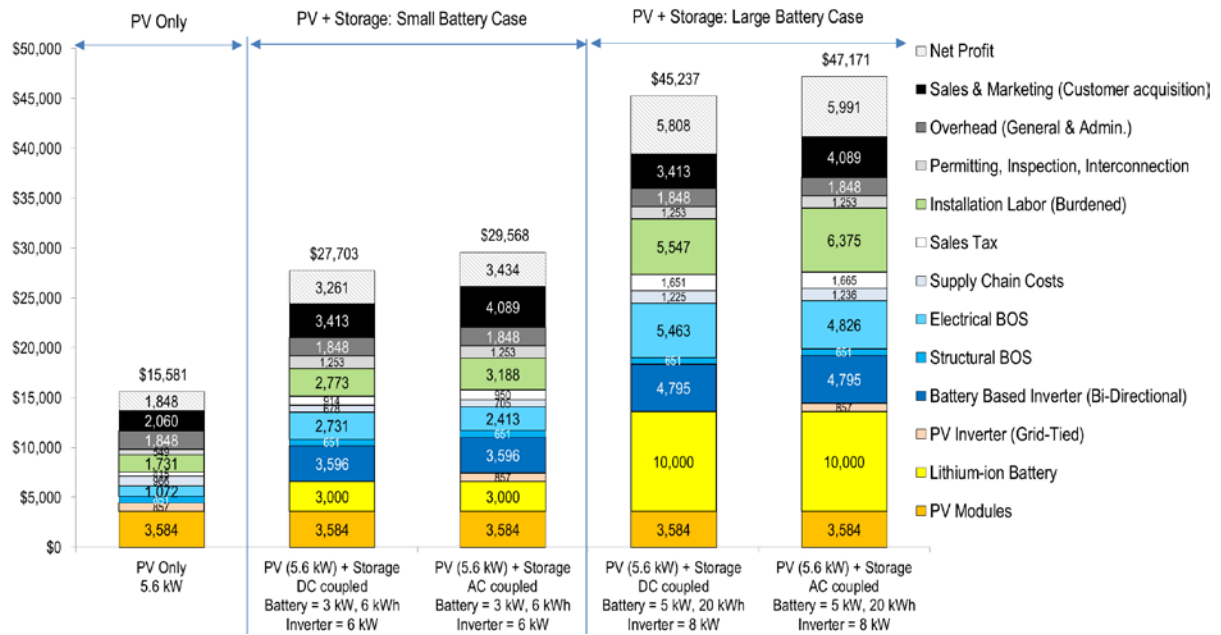 PV Only
PV + Storage: Small Battery Case
PV + Storage: Large Battery Case
$50,000
$45,000
$40,000
$35,000
$30,000
$25,000
$20,000
$15,000
$10,000
$5,000
$0
$15,581
1,848
2,060
1,848
549
1,731
966
1,072
651
857
3,584
$27,703
3,261
3,413
1,848
1,253
2,773
914
678
2,731
651
3,596
3,000
3,584
$29,568
3,434
4,089
1,848
1,253
3,188
950
705
2,413
651
3,596
857
3,000
3,584
$45,237
5,808
3,413
1,848
1,253
5,547
1,651
1,225
5,463
651
4,795
10,000
3,584
$47,171
5,991
4,089
1,848
1,253
6,375
1,665
1,236
4,826
651
4,795
857
10,000
3,584
PV Only
5.6 kW
PV (5.6 kW) + Storage
DC coupled
Battery = 3 kW, 6 kWh
Inverter = 6 kW
PV (5.6 kW) + Storage
AC coupled
Battery = 3 kW, 6 kWh
Inverter = 6 kW
PV (5.6 kW) + Storage
DC coupled
Battery = 5 kW, 20 kWh
Inverter = 8 kW
PV (5.6 kW) + Storage
AC coupled
Battery = 5 kW, 20 kWh
Inverter = 8 kW
Net Profit
Sales & Marketing (Customer acquisition)
Overhead (General & Admin.)
Permitting, Inspection, Interconnection
Installation Labor (Burdened)
Sales Tax
Supply Chain Costs
Electrical BOS
Structural BOS
Battery Based Inverter (Bi-Directional)
PV Inverter (Grid-Tied)
Lithium-ion Battery
PV Modules